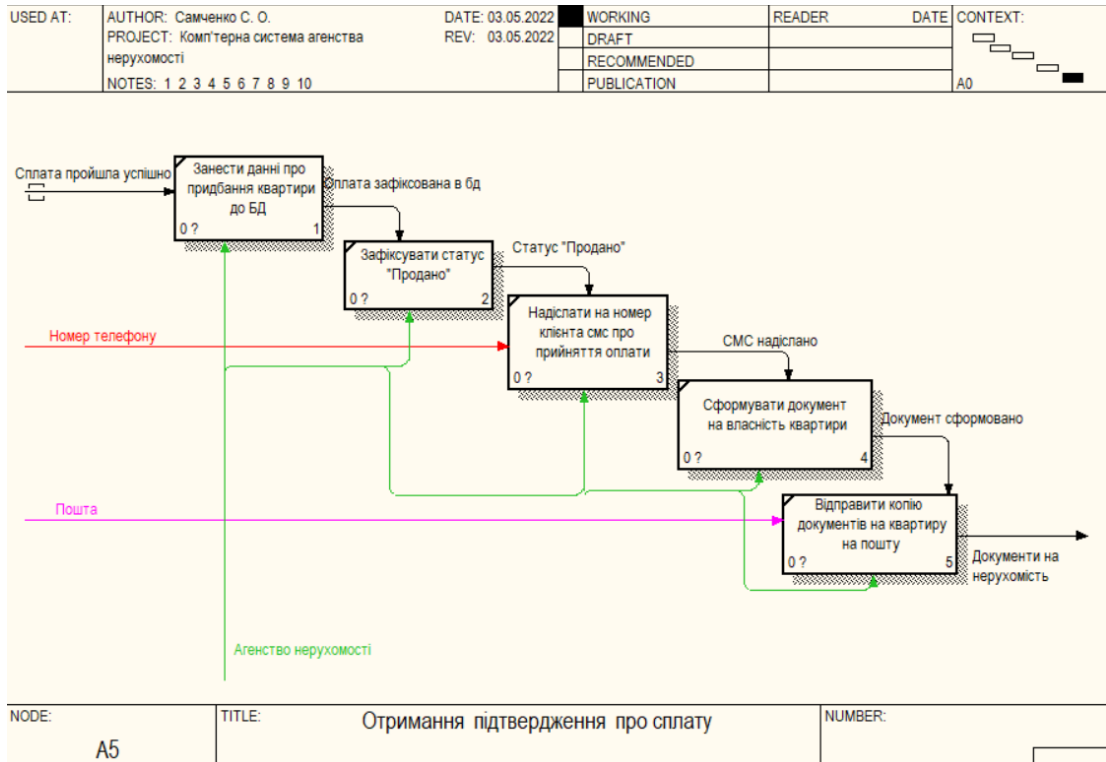 USED AT:
AUTHOR: Самченко С. О.
DATE: 03.05.2022
PROJECT: Комп'терна система агенства
нерухомості
REV: 03.05.2022
NOTES: 1 2 3 4 5 6 7 8 9 10
WORKING
DRAFT
RECOMMENDED
PUBLICATION
READER
DATE
CONTEXT:
A0
Сплата пройшла успішно
Занести данні про
придбання квартири
до БД
0 ?
1
Оплата зафіксована в бд
Зафіксувати статус
"Продано"
0 ?
2
Статус "Продано"
Номер телефону
Надіслати на номер
клієнта смс про
прийняття оплати
0 ?
3
СМС надіслано
Сформувати документ
на власність квартири
0 ?
4
Документ сформовано
Пошта
Відправити копію
документів на квартиру
на пошту
0 ?
5
Документи на
нерухомість
Агенство нерухомості
NODE:
A5
TITLE:
Отримання підтвердження про сплату
NUMBER: